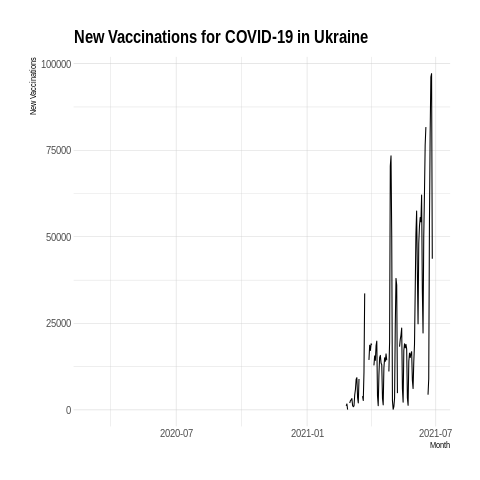 New Vaccinations for COVID-19 in Ukraine
New Vaccinations
100000
75000
50000
25000
0
2020-07
2021-01
2021-07
Month